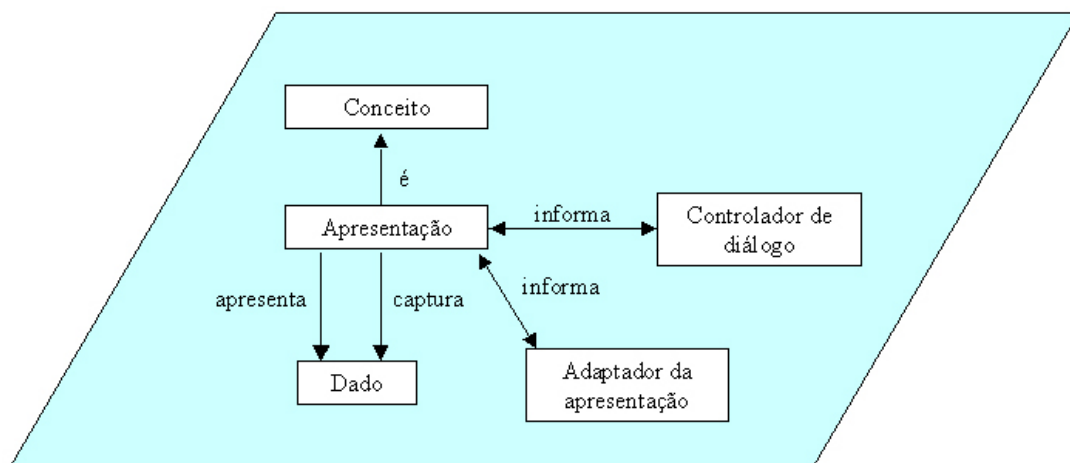 Conceito
é
Apresentação
informa
Controlador de
diálogo
apresenta
captura
informa
Dado
Adaptador da
apresentação